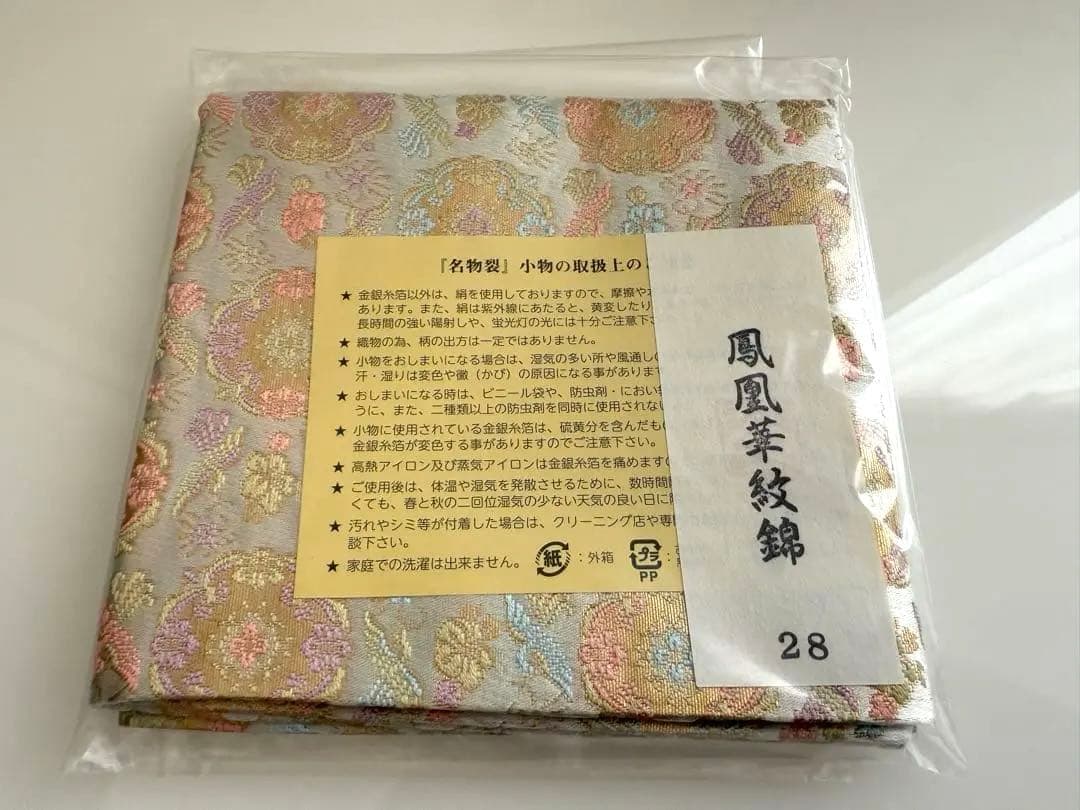 『名物裂』小物の取扱上の
★ 金銀糸箔以外は、絹を使用しておりますので、摩擦や
あります。また、絹は紫外線にあたると、黄変したり
長時間の強い陽射しや、蛍光灯の光には十分ご注意下
★ 織物の為、柄の出方は一定ではありません。
★ 小物をおしまいになる場合は、湿気の多い所や風通しの
汗・湿りは変色や黴（かび）の原因になる事があります
★ おしまいになる時は、ビニール袋や、防虫剤・におい
うに、また、二種類以上の防虫剤を同時に使用されない
★ 小物に使用されている金銀糸箔は、硫黄分を含んだも
金銀糸箔が変色する事がありますのでご注意下さい。
★ 高熱アイロン及び蒸気アイロンは金銀糸箔を痛めます
★ ご使用後は、体温や湿気を発散させるために、数時間
くても、春と秋の二回位湿気の少ない天気の良い日に
★ 汚れやシミ等が付着した場合は、クリーニング店や専
談下さい。
★ 家庭での洗濯は出来ません。
紙 ：外箱
プラ ：
PP
鳳凰華紋錦
28